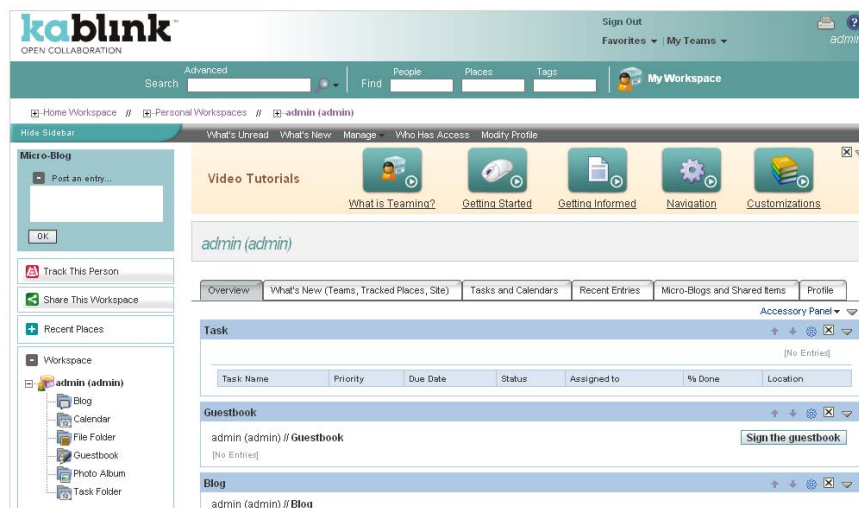 kablink
OPEN COLLABORATION
Sign Out
Favorites | My Teams
admin
Search
Advanced
Find
People
Places
Tags
My Workspace
Home Workspace // Personal Workspaces // admin (admin)
Hide Sidebar
What's Unread What's New Manage Who Has Access Modify Profile
Micro-Blog
Post an entry...
OK
Track This Person
Share This Workspace
Recent Places
Workspace
admin (admin)
Blog
Calendar
File Folder
Guestbook
Photo Album
Task Folder
Video Tutorials
What is Teaming? Getting Started Getting Informed Navigation Customizations
admin (admin)
Overview What's New (Teams, Tracked Places, Site) Tasks and Calendars Recent Entries Micro-Blogs and Shared Items Profile
Accessory Panel
Task
[No Entries]
Task Name Priority Due Date Status Assigned to % Done Location
Guestbook
admin (admin) // Guestbook
Sign the guestbook
[No Entries]
Blog
admin (admin) // Blog